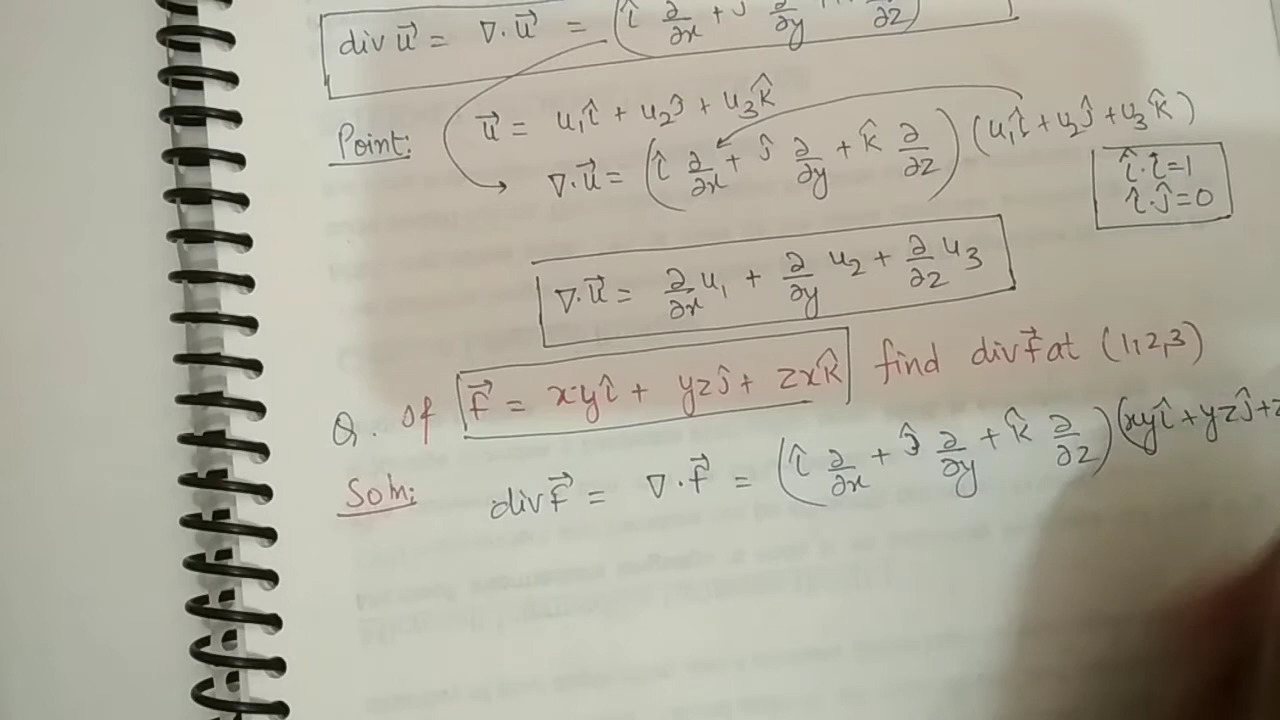 div u⃗ = ∇·u⃗ = (î ∂/∂x + ĵ ∂/∂y + ∂/∂z)
Point: u⃗ = u₁î + u₂ĵ + u₃k̂
∇·u⃗ = (î ∂/∂x + ĵ ∂/∂y + k̂ ∂/∂z) (u₁î + u₂ĵ + u₃k̂)
î·î=1
î·ĵ=0
∇·u⃗ = ∂/∂x u₁ + ∂/∂y u₂ + ∂/∂z u₃
Q. If F⃗ = xyî + yzĵ + zxk̂ find div F⃗ at (1,2,3)
Soln: div F⃗ = ∇·F⃗ = (î ∂/∂x + ĵ ∂/∂y + k̂ ∂/∂z) (xyî + yzĵ + z